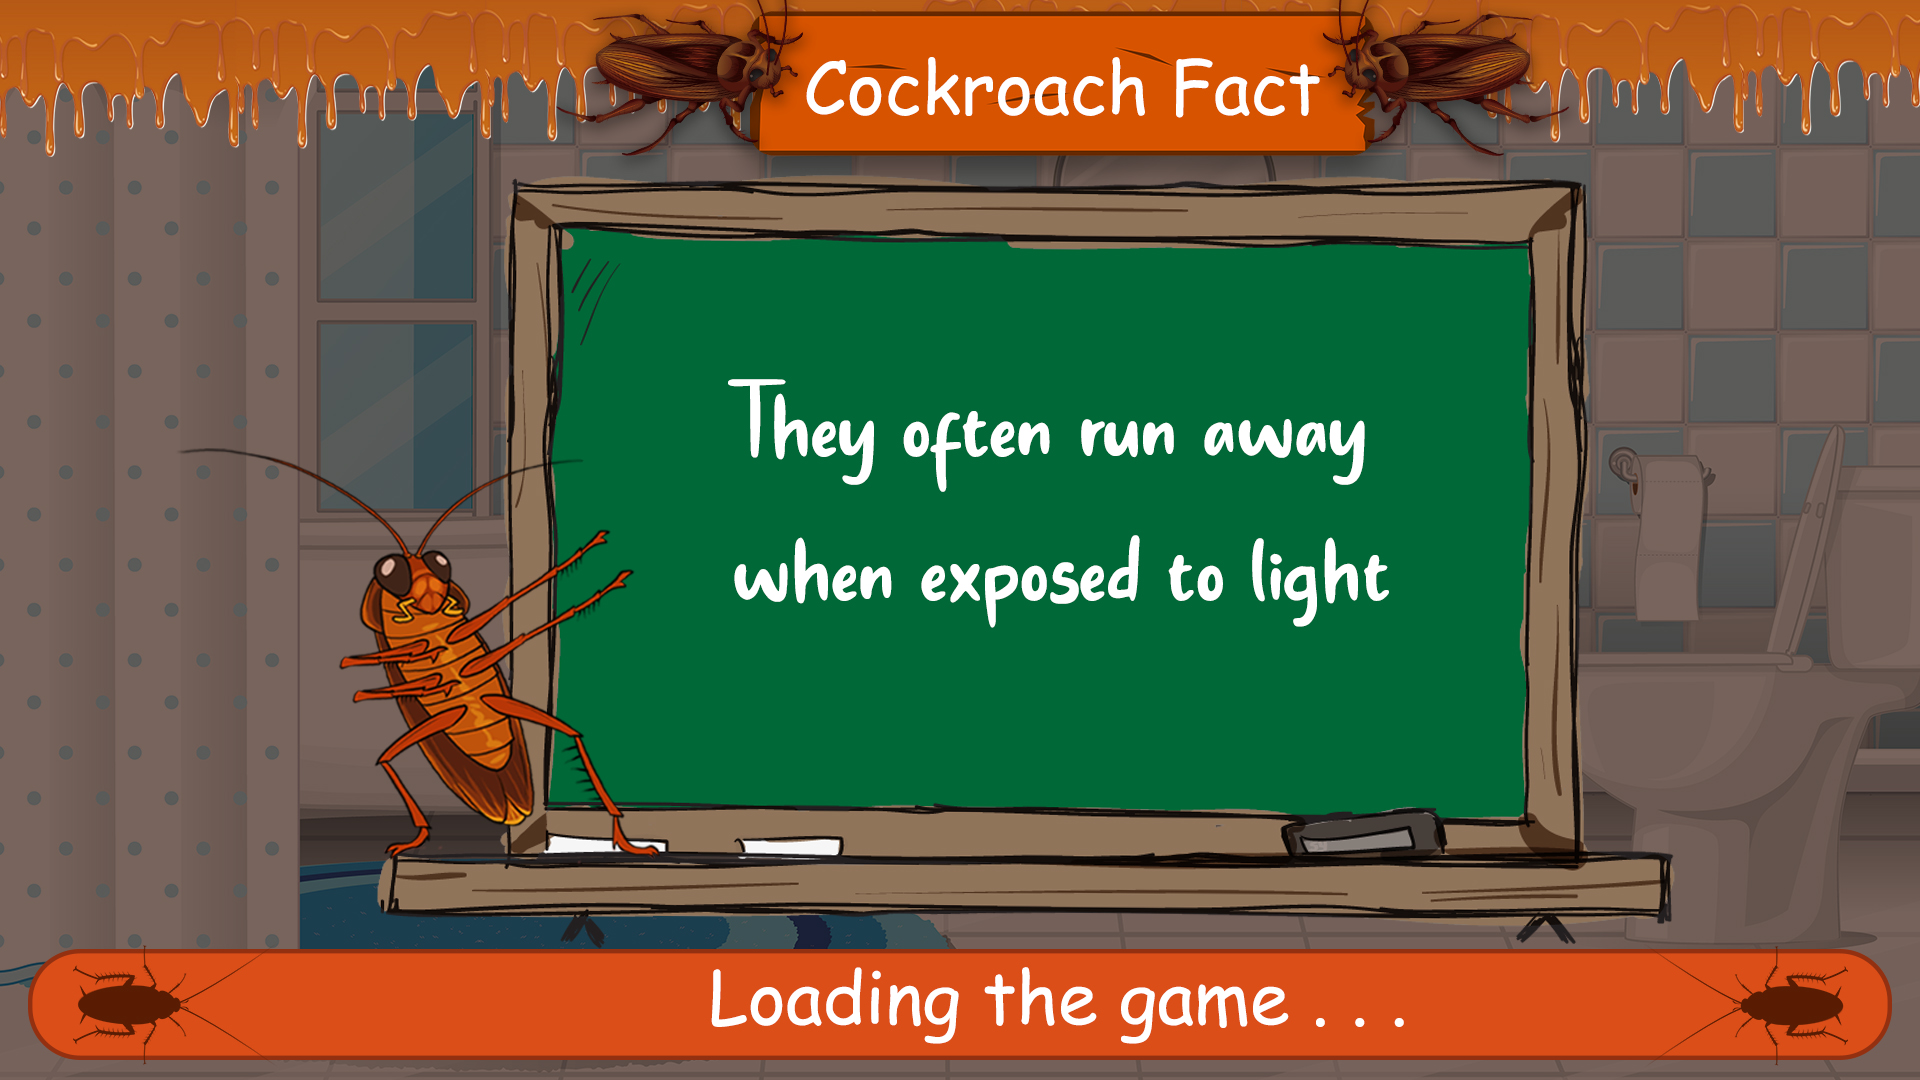 Cockroach Fact
They often run away
when exposed to light
Loading the game . . .